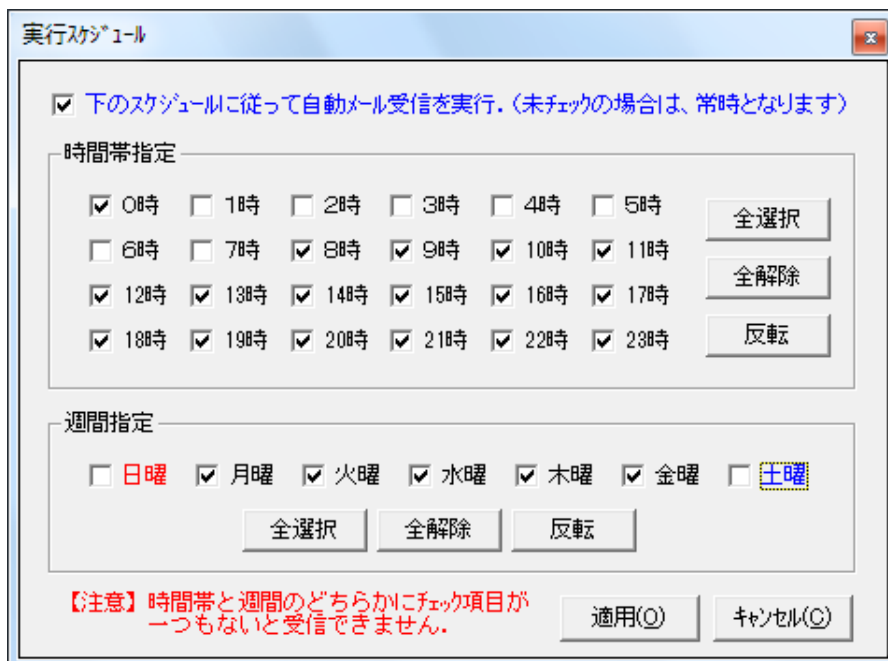 実行ｽｹｼﾞｭｰﾙ
x
下のｽｹｼﾞｭｰﾙに従って自動ﾒｰﾙ受信を実行.（未ﾁｪｯｸの場合は、常時となります）
時間帯指定
0時 1時 2時 3時 4時 5時
全選択
6時 7時 8時 9時 10時 11時
全解除
12時 13時 14時 15時 16時 17時
18時 19時 20時 21時 22時 23時
反転
週間指定
日曜 月曜 火曜 水曜 木曜 金曜 土曜
全選択 全解除 反転
【注意】時間帯と週間のどちらかにﾁｪｯｸ項目が
一つもないと受信できません.
適用(O) ｷｬﾝｾﾙ(C)